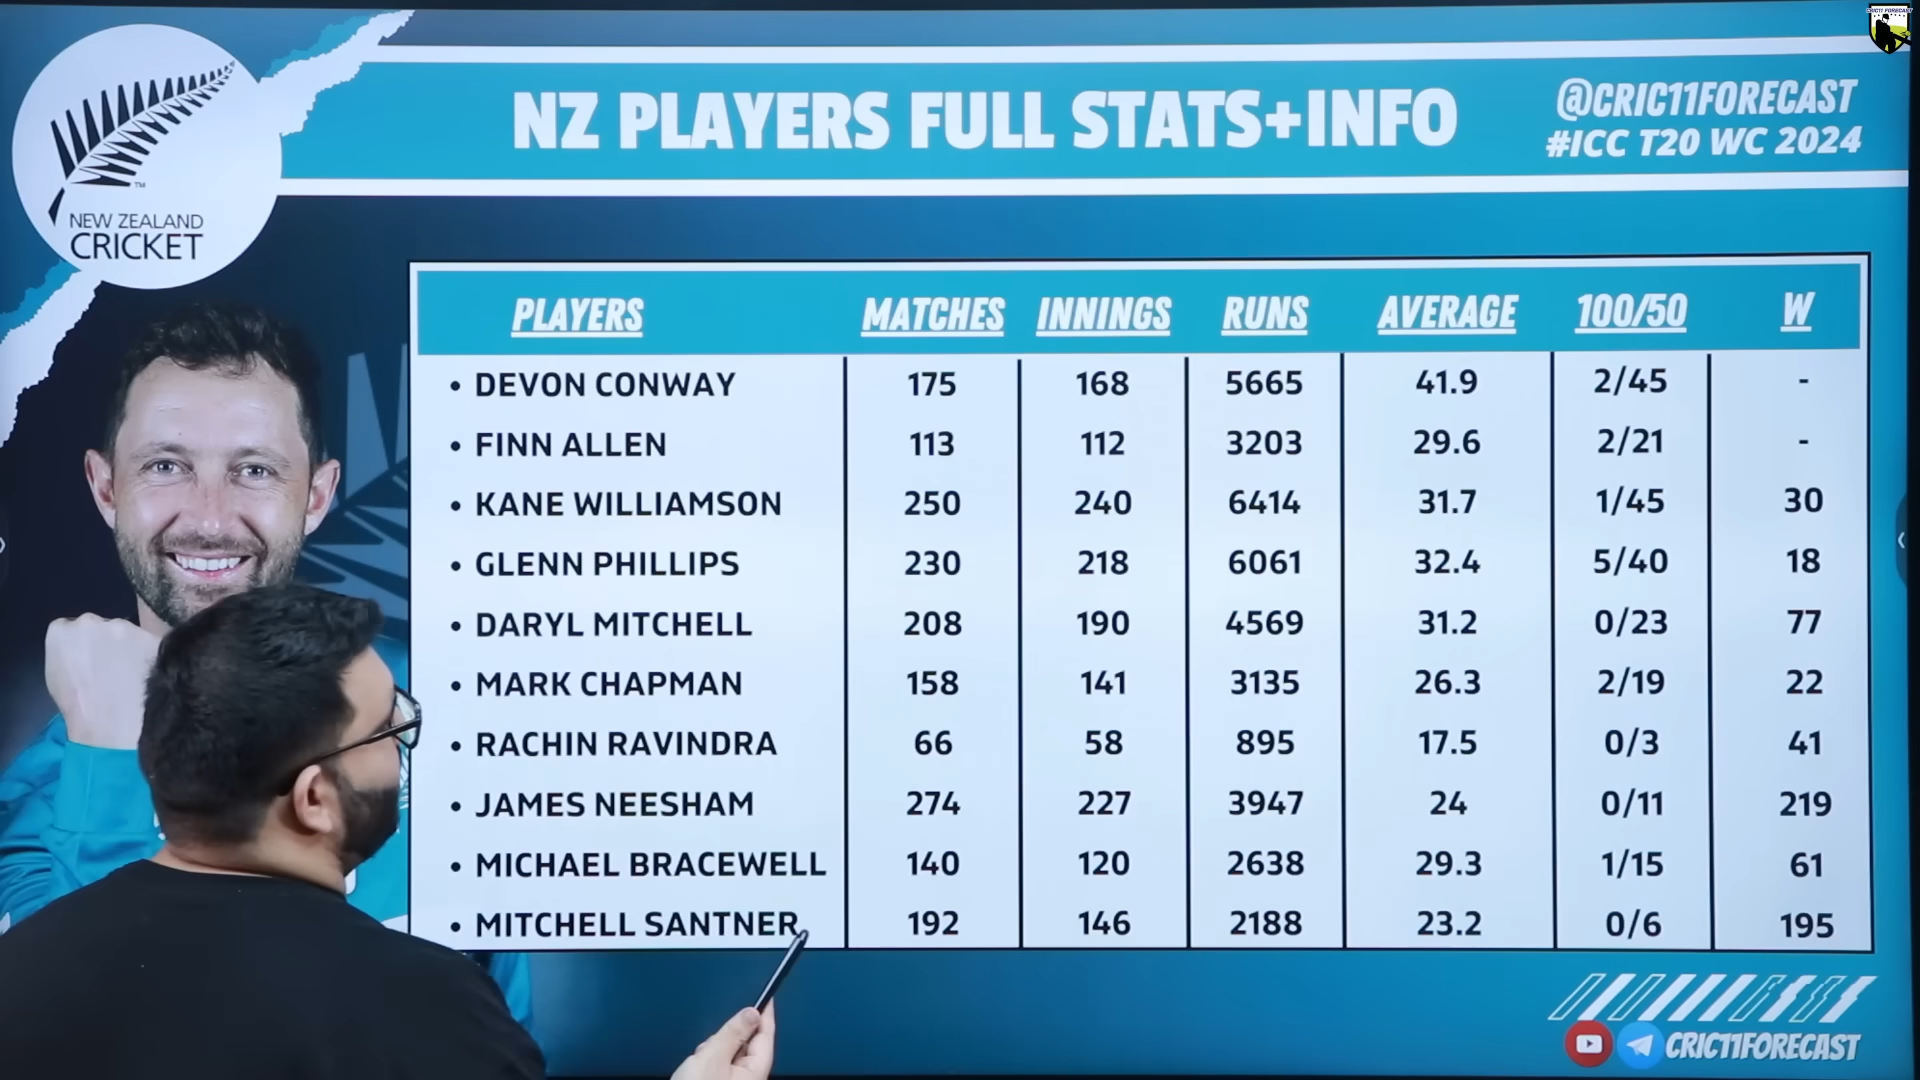 CRIC11 FORECAST
NZ PLAYERS FULL STATS+INFO
@CRIC11FORECAST
#ICC T20 WC 2024
TM
NEW ZEALAND
CRICKET
PLAYERS MATCHES INNINGS RUNS AVERAGE 100/50 W
• DEVON CONWAY 175 168 5665 41.9 2/45 -
• FINN ALLEN 113 112 3203 29.6 2/21 -
• KANE WILLIAMSON 250 240 6414 31.7 1/45 30
• GLENN PHILLIPS 230 218 6061 32.4 5/40 18
• DARYL MITCHELL 208 190 4569 31.2 0/23 77
• MARK CHAPMAN 158 141 3135 26.3 2/19 22
• RACHIN RAVINDRA 66 58 895 17.5 0/3 41
• JAMES NEESHAM 274 227 3947 24 0/11 219
• MICHAEL BRACEWELL 140 120 2638 29.3 1/15 61
• MITCHELL SANTNER 192 146 2188 23.2 0/6 195
CRIC11FORECAST